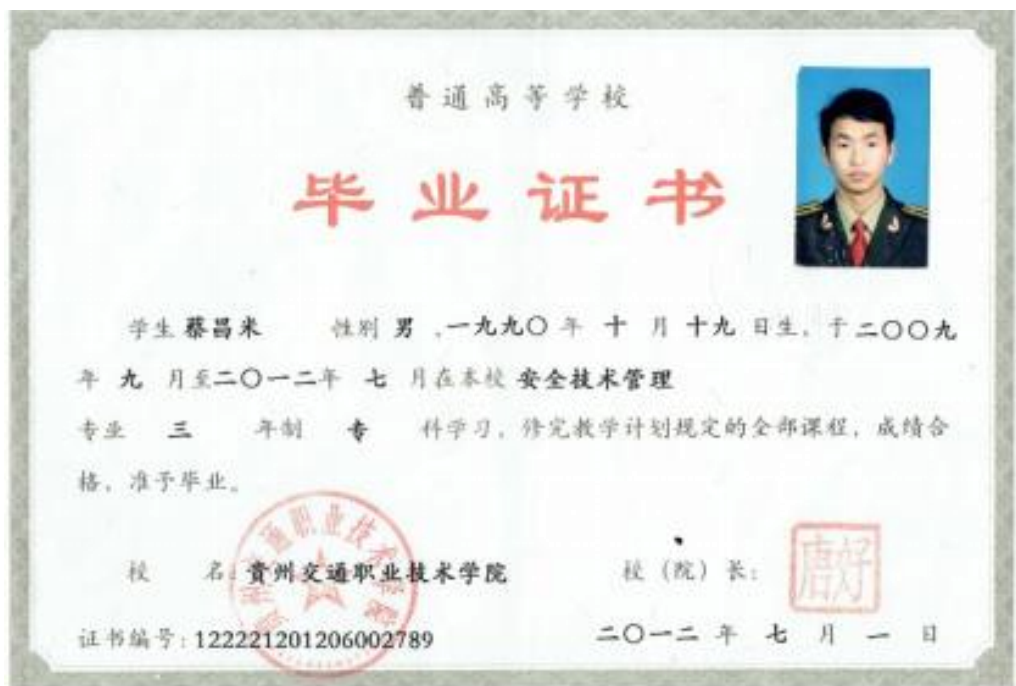 普通高等学校
毕业证书
学生 蔡昌米 性别 男 ,一九九〇 年 十 月 十九 日生, 于 二〇〇九
年 九 月至二〇一二年 七 月在本校 安全技术管理
专业 三 年制 专 科学习, 修完教学计划规定的全部课程, 成绩合
格, 准予毕业。
校 名: 贵州交通职业技术学院 校 (院) 长:
证书编号: 122221201206002789 二〇一二 年 七 月 一 日